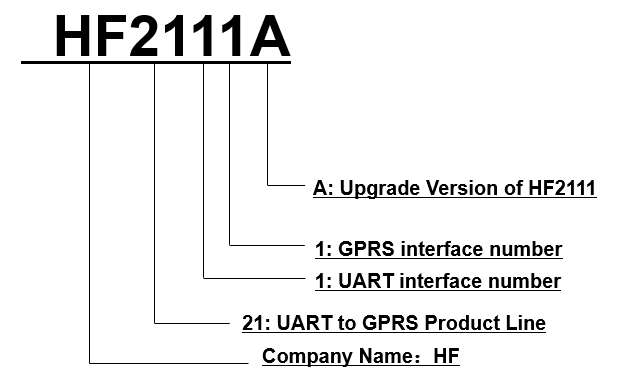 HF2111A
A: Upgrade Version of HF2111
1: GPRS interface number
1: UART interface number
21: UART to GPRS Product Line
Company Name：HF